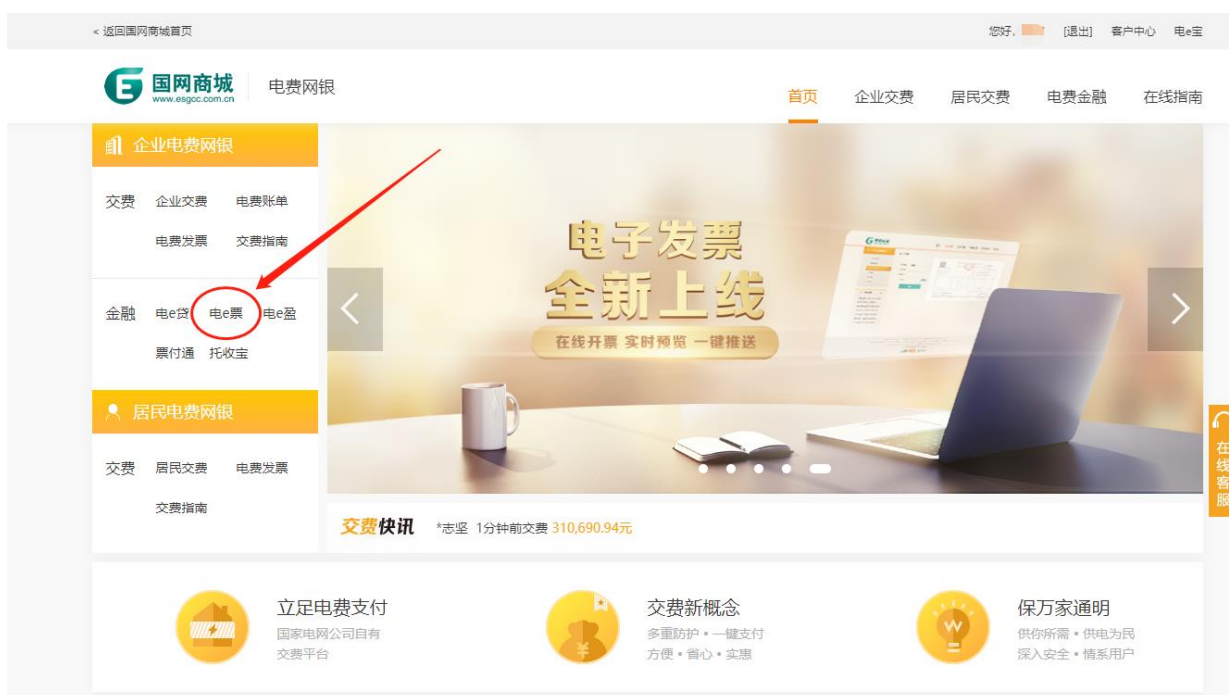 < 返回国网商城首页
您好, [退出] 客户中心 电e宝
国网商城
www.esgcc.com.cn
电费网银
首页 企业交费 居民交费 电费金融 在线指南
企业电费网银
交费 企业交费 电费账单
电费发票 交费指南
金融 电e贷 电e票 电e盈
票付通 托收宝
居民电费网银
交费 居民交费 电费发票
交费指南
电子发票
全新上线
在线开票 实时预览 一键推送
在线客服
交费快讯 *志坚 1分钟前交费 310,690.94元
立足电费支付
国家电网公司自有
交费平台
交费新概念
多重防护•一键支付
方便•省心•实惠
保万家通明
供你所需•供电为民
深入安全•情系用户